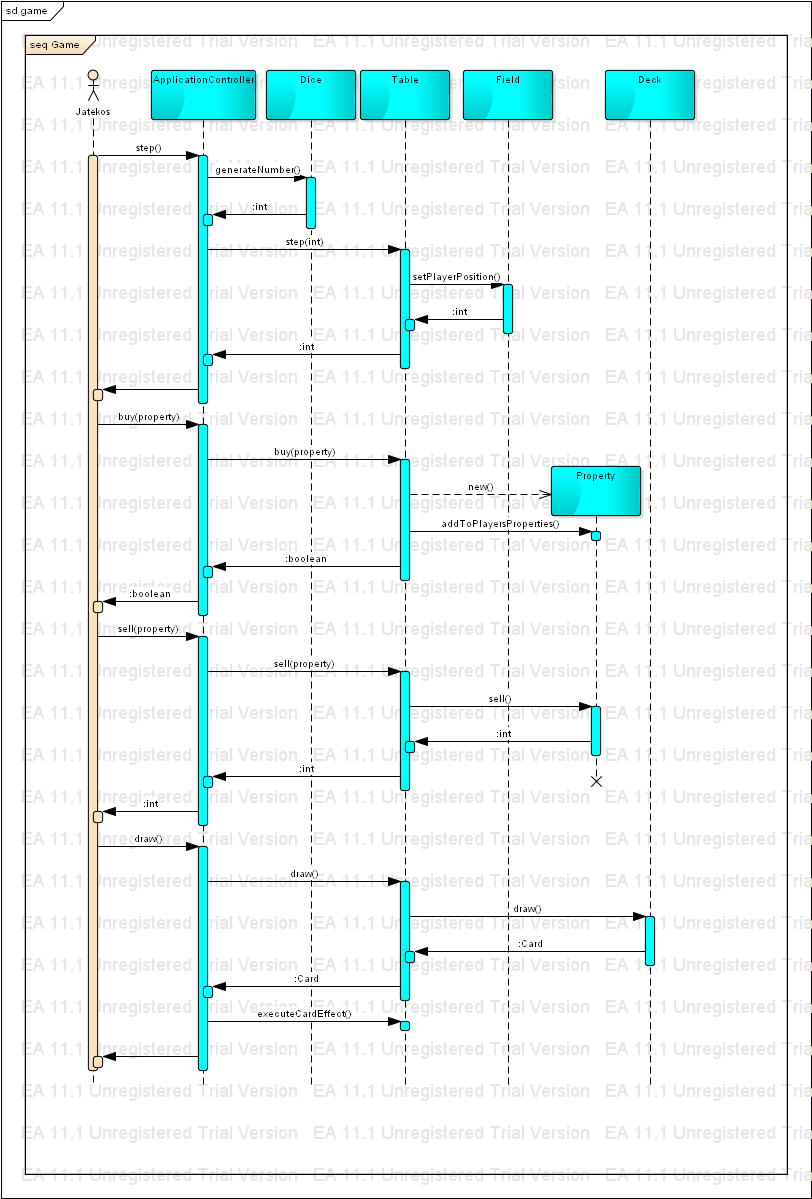 sd game
seq Game
EA 11.1 Unregistered Trial Version
Jatekos
ApplicationController
Dice
Table
Field
Deck
step()
generateNumber()
:int
step(int)
setPlayerPosition()
:int
:int
buy(property)
buy(property)
Property
new()
addToPlayersProperties()
:boolean
:boolean
sell(property)
sell(property)
sell()
:int
:int
:int
draw()
draw()
draw()
:Card
:Card
executeCardEffect()